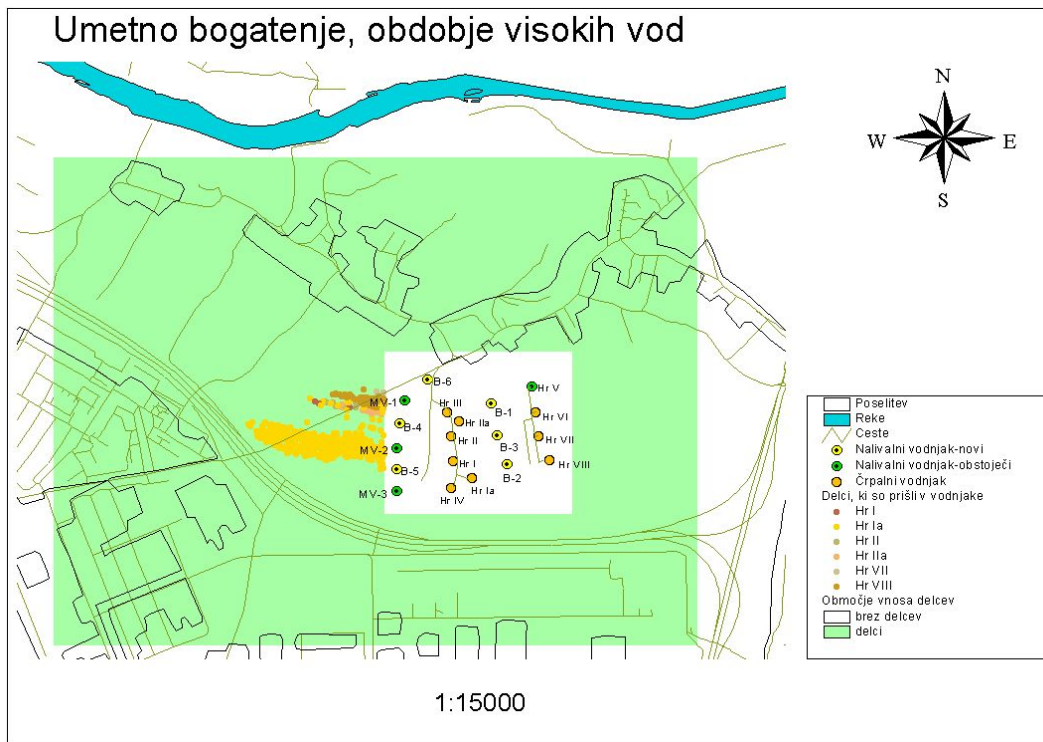 Umetno bogatenje, obdobje visokih vod
N
W
E
S
B-6
MV-1
Hr V
Hr III
B-1
Hr IIa
Hr VI
B-4
Hr II
B-3
Hr VII
MV-2
Hr I
Hr VIII
B-5
B-2
Hr Ia
MV-3
Hr IV
Poselitev
Reke
Ceste
Nalivalni vodnjak-novi
Nalivalni vodnjak-obstoječi
Črpalni vodnjak
Delci, ki so prišli v vodnjake
Hr I
Hr Ia
Hr II
Hr IIa
Hr VII
Hr VIII
Območje vnosa delcev
brez delcev
delci
1:15000